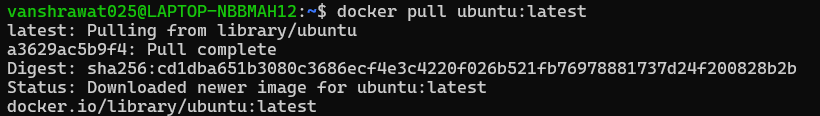 vanshrawat025@LAPTOP-NBBMAH12:~$ docker pull ubuntu:latest
latest: Pulling from library/ubuntu
a3629ac5b9f4: Pull complete
Digest: sha256:cd1dba651b3080c3686ecf4e3c4220f026b521fb76978881737d24f200828b2b
Status: Downloaded newer image for ubuntu:latest
docker.io/library/ubuntu:latest